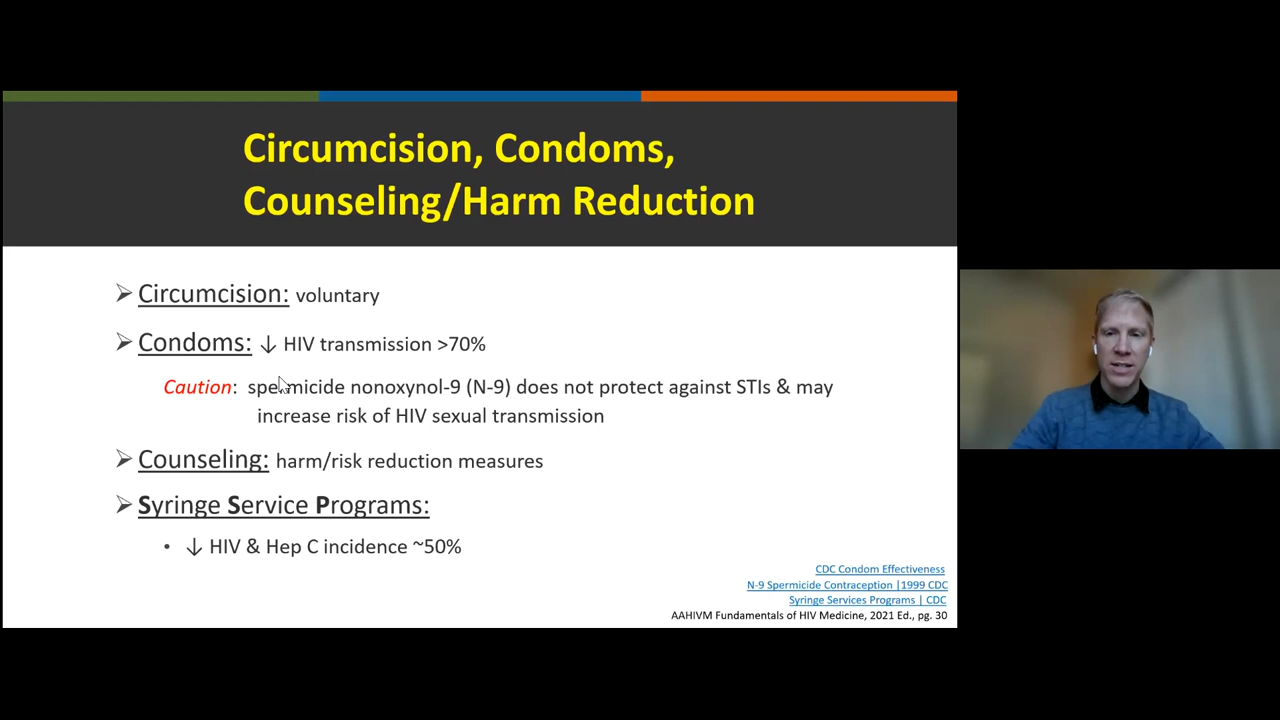 Circumcision, Condoms,
Counseling/Harm Reduction
➢ Circumcision: voluntary
➢ Condoms: ↓ HIV transmission >70%
Caution: spermicide nonoxynol-9 (N-9) does not protect against STIs & may
increase risk of HIV sexual transmission
➢ Counseling: harm/risk reduction measures
➢ Syringe Service Programs:
• ↓ HIV & Hep C incidence ~50%
CDC Condom Effectiveness
N-9 Spermicide Contraception |1999 CDC
Syringe Services Programs | CDC
AAHIVM Fundamentals of HIV Medicine, 2021 Ed., pg. 30